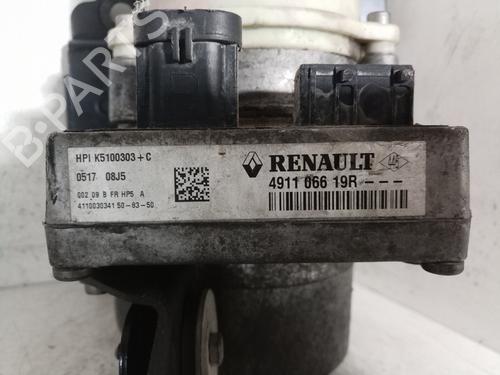 B-PARTS
HPI K5100303+C
0517 08J5
002 09 B FR HP5 A
4110030341 50-83-50
RENAULT
4911 066 19R---